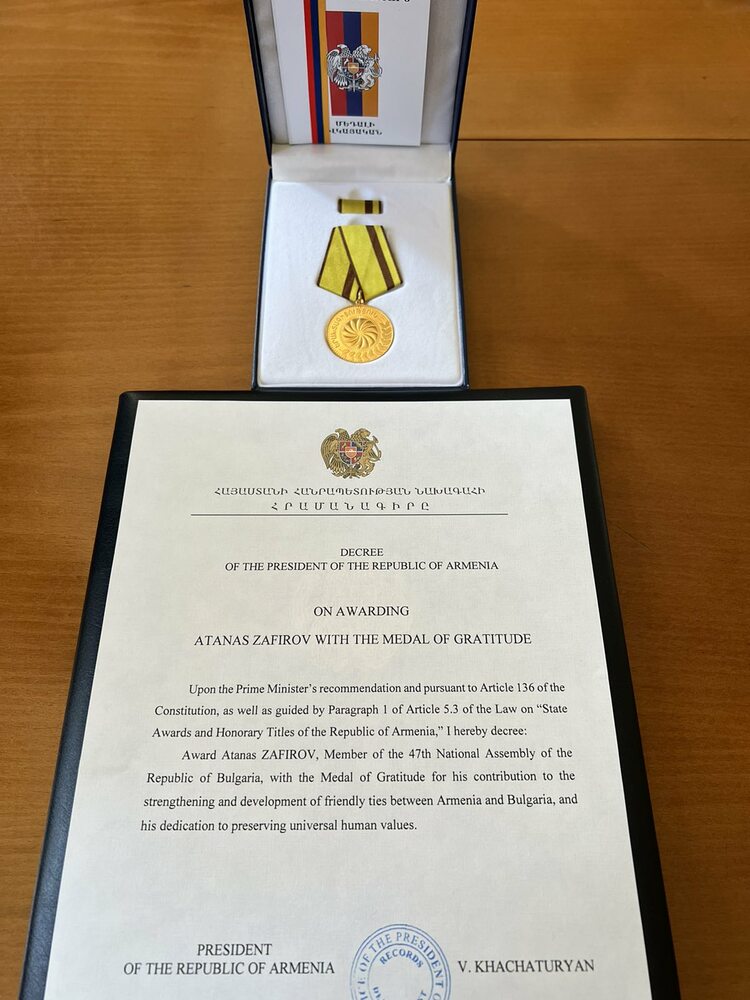 ՄԵԴԱԼԻ
ՎԿԱՅԱԿԱՆ
ՀԱՅԱՍՏԱՆԻ ՀԱՆՐԱՊԵՏՈՒԹՅԱՆ ՆԱԽԱԳԱՀԻ
ՀՐԱՄԱՆԱԳԻՐԸ
DECREE
OF THE PRESIDENT OF THE REPUBLIC OF ARMENIA
ON AWARDING
ATANAS ZAFIROV WITH THE MEDAL OF GRATITUDE
Upon the Prime Minister's recommendation and pursuant to Article 136 of the
Constitution, as well as guided by Paragraph 1 of Article 5.3 of the Law on “State
Awards and Honorary Titles of the Republic of Armenia,” I hereby decree:
Award Atanas ZAFIROV, Member of the 47th National Assembly of the
Republic of Bulgaria, with the Medal of Gratitude for his contribution to the
strengthening and development of friendly ties between Armenia and Bulgaria, and
his dedication to preserving universal human values.
PRESIDENT
OF THE REPUBLIC OF ARMENIA
OF THE PRESIDENT
RECORDS
V. KHACHATURYAN